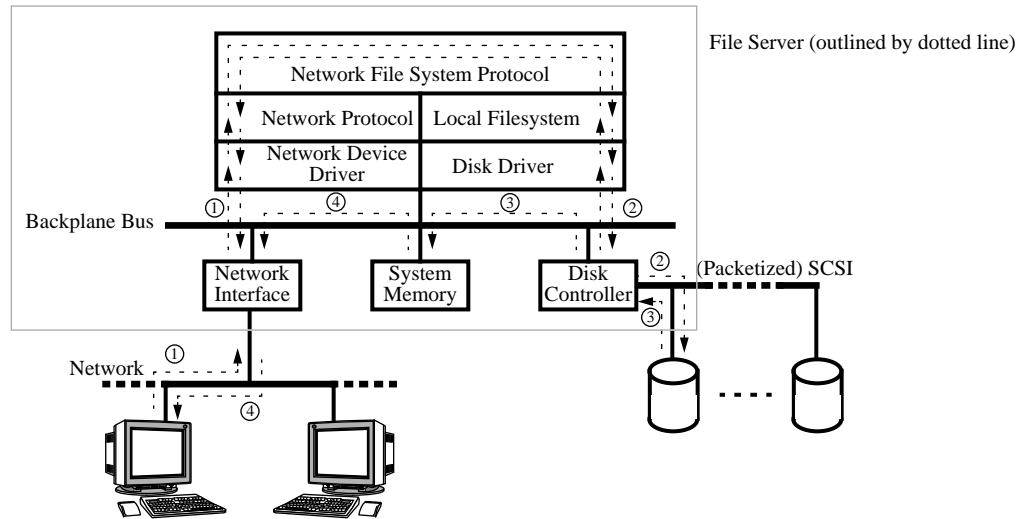 File Server (outlined by dotted line)
Network File System Protocol
Network Protocol
Local Filesystem
Network Device
Driver
Disk Driver
① ④ ③ ②
Backplane Bus
Network
Interface
System
Memory
Disk
Controller
②
(Packetized) SCSI
③
①
Network
④